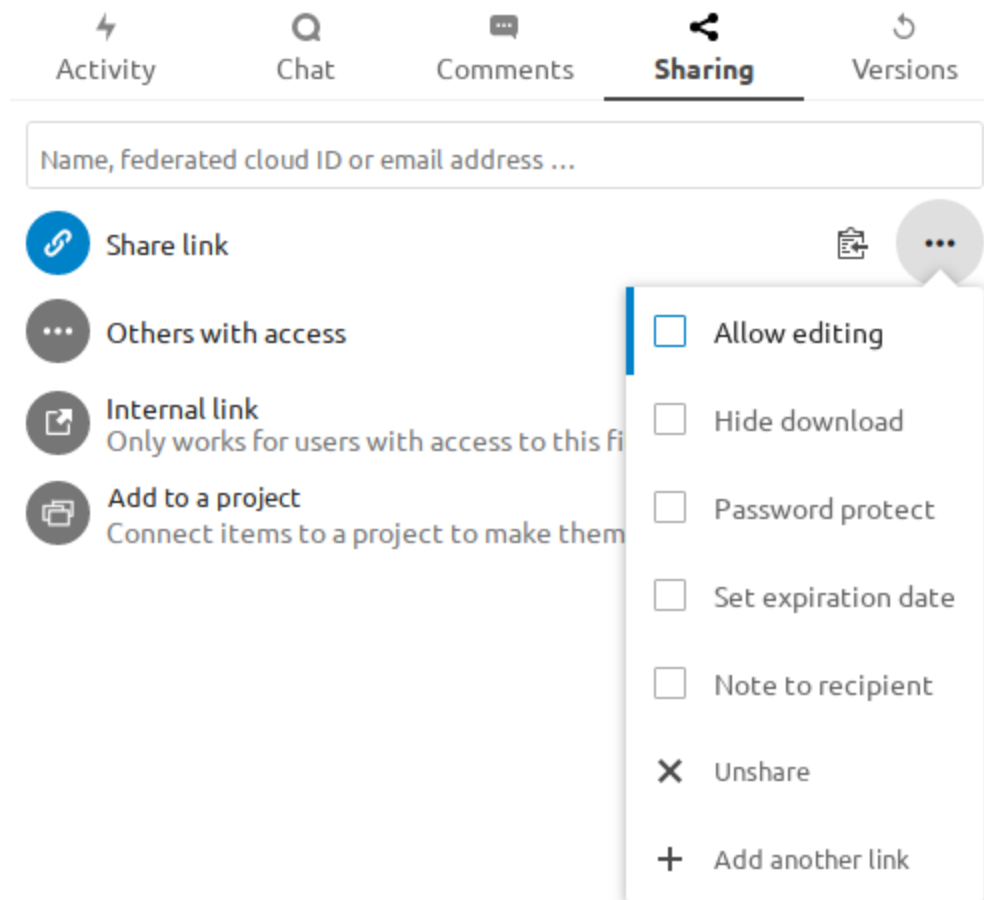 Activity
Chat
Comments
Sharing
Versions
Name, federated cloud ID or email address ...
Share link
Others with access
Internal link
Only works for users with access to this fi
Add to a project
Connect items to a project to make them
Allow editing
Hide download
Password protect
Set expiration date
Note to recipient
Unshare
Add another link